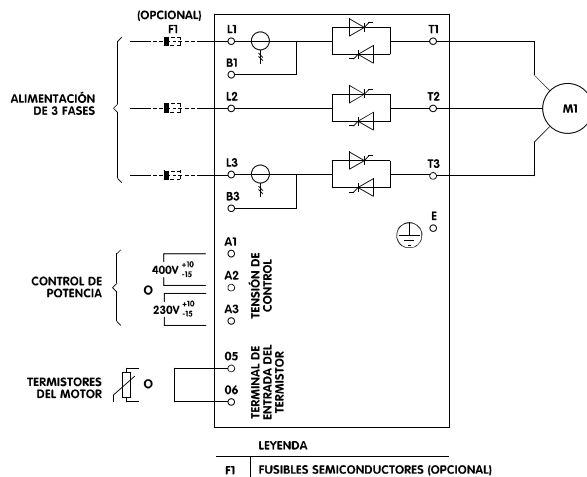 (OPCIONAL)
F1
L1
T1
B1
ALIMENTACIÓN
DE 3 FASES
L2
T2
M1
L3
T3
B3
E
A1
400V +10 -15
A2
CONTROL DE
POTENCIA
O
230V +10 -15
A3
TENSIÓN DE
CONTROL
05
TERMISTORES
DEL MOTOR
O
06
TERMINAL DE
ENTRADA DEL
TERMISTOR
LEYENDA
F1 FUSIBLES SEMICONDUCTORES (OPCIONAL)